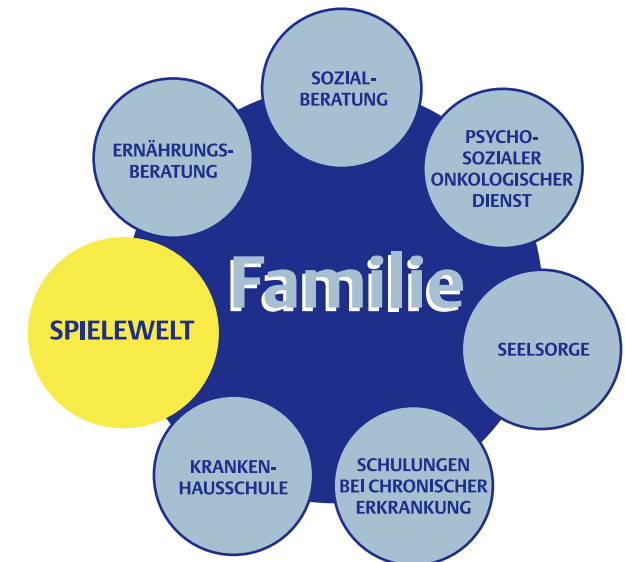 SOZIAL-
BERATUNG
PSYCHO-
SOZIALER
ONKOLOGISCHER
DIENST
ERNÄHRUNGS-
BERATUNG
Familie
SPIELEWELT
SEELSORGE
KRANKEN-
HAUSSCHULE
SCHULUNGEN
BEI CHRONISCHER
ERKRANKUNG